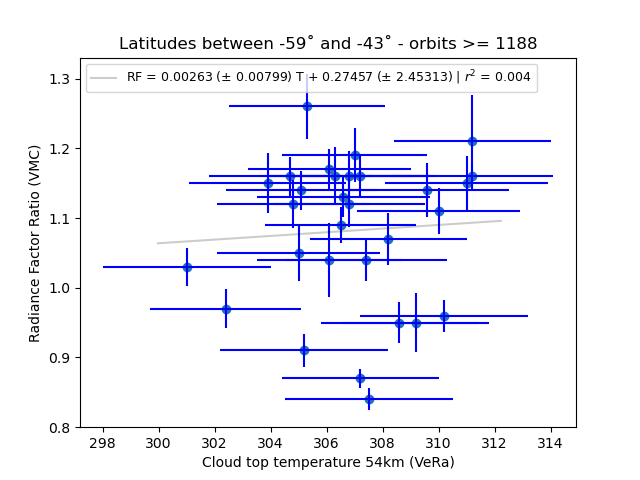 Latitudes between -59˚ and -43˚ - orbits >= 1188
RF = 0.00263 (± 0.00799) T + 0.27457 (± 2.45313) | r² = 0.004
1.3
1.2
1.1
1.0
0.9
0.8
Radiance Factor Ratio (VMC)
298 300 302 304 306 308 310 312 314
Cloud top temperature 54km (VeRa)